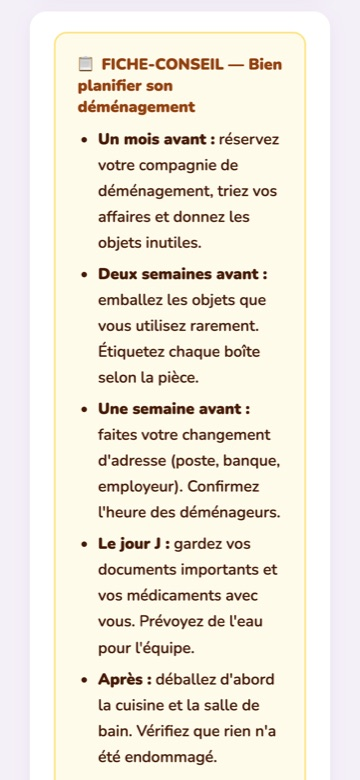 📋 FICHE-CONSEIL — Bien
planifier son
déménagement
• Un mois avant : réservez
votre compagnie de
déménagement, triez vos
affaires et donnez les
objets inutiles.
• Deux semaines avant :
emballez les objets que
vous utilisez rarement.
Étiquetez chaque boîte
selon la pièce.
• Une semaine avant :
faites votre changement
d'adresse (poste, banque,
employeur). Confirmez
l'heure des déménageurs.
• Le jour J : gardez vos
documents importants et
vos médicaments avec
vous. Prévoyez de l'eau
pour l'équipe.
• Après : déballez d'abord
la cuisine et la salle de
bain. Vérifiez que rien n'a
été endommagé.